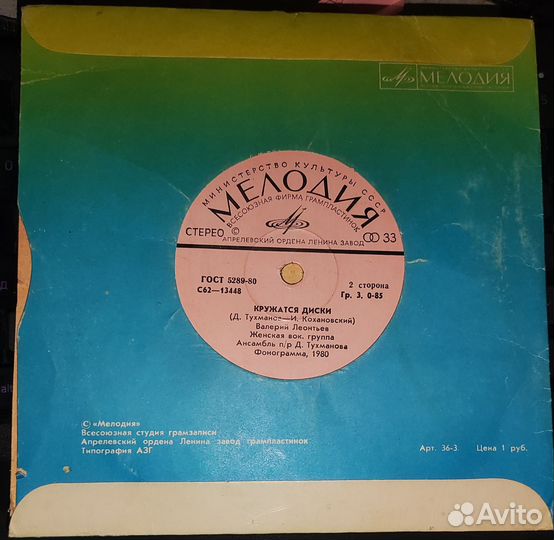 МЕЛОДИЯ
МИНИСТЕРСТВО КУЛЬТУРЫ СССР
МЕЛОДИЯ
ВСЕСОЮЗНАЯ ФИРМА ГРАМПЛАСТИНОК
СТЕРЕО
33
АПРЕЛЕВСКИЙ ОРДЕНА ЛЕНИНА ЗАВОД
ГОСТ 5289-80
С62—13448
2 сторона
Гр. 3. 0-85
КРУЖАТСЯ ДИСКИ
(Д. Тухманов—И. Кохановский)
Валерий Леонтьев
Женская вок. группа
Ансамбль п/р Д. Тухманова
Фонограмма, 1980
© «Мелодия»
Всесоюзная студия грамзаписи
Апрелевский ордена Ленина завод грампластинок
Типография АЗГ
Арт. 36-3. Цена 1 руб.
Avito